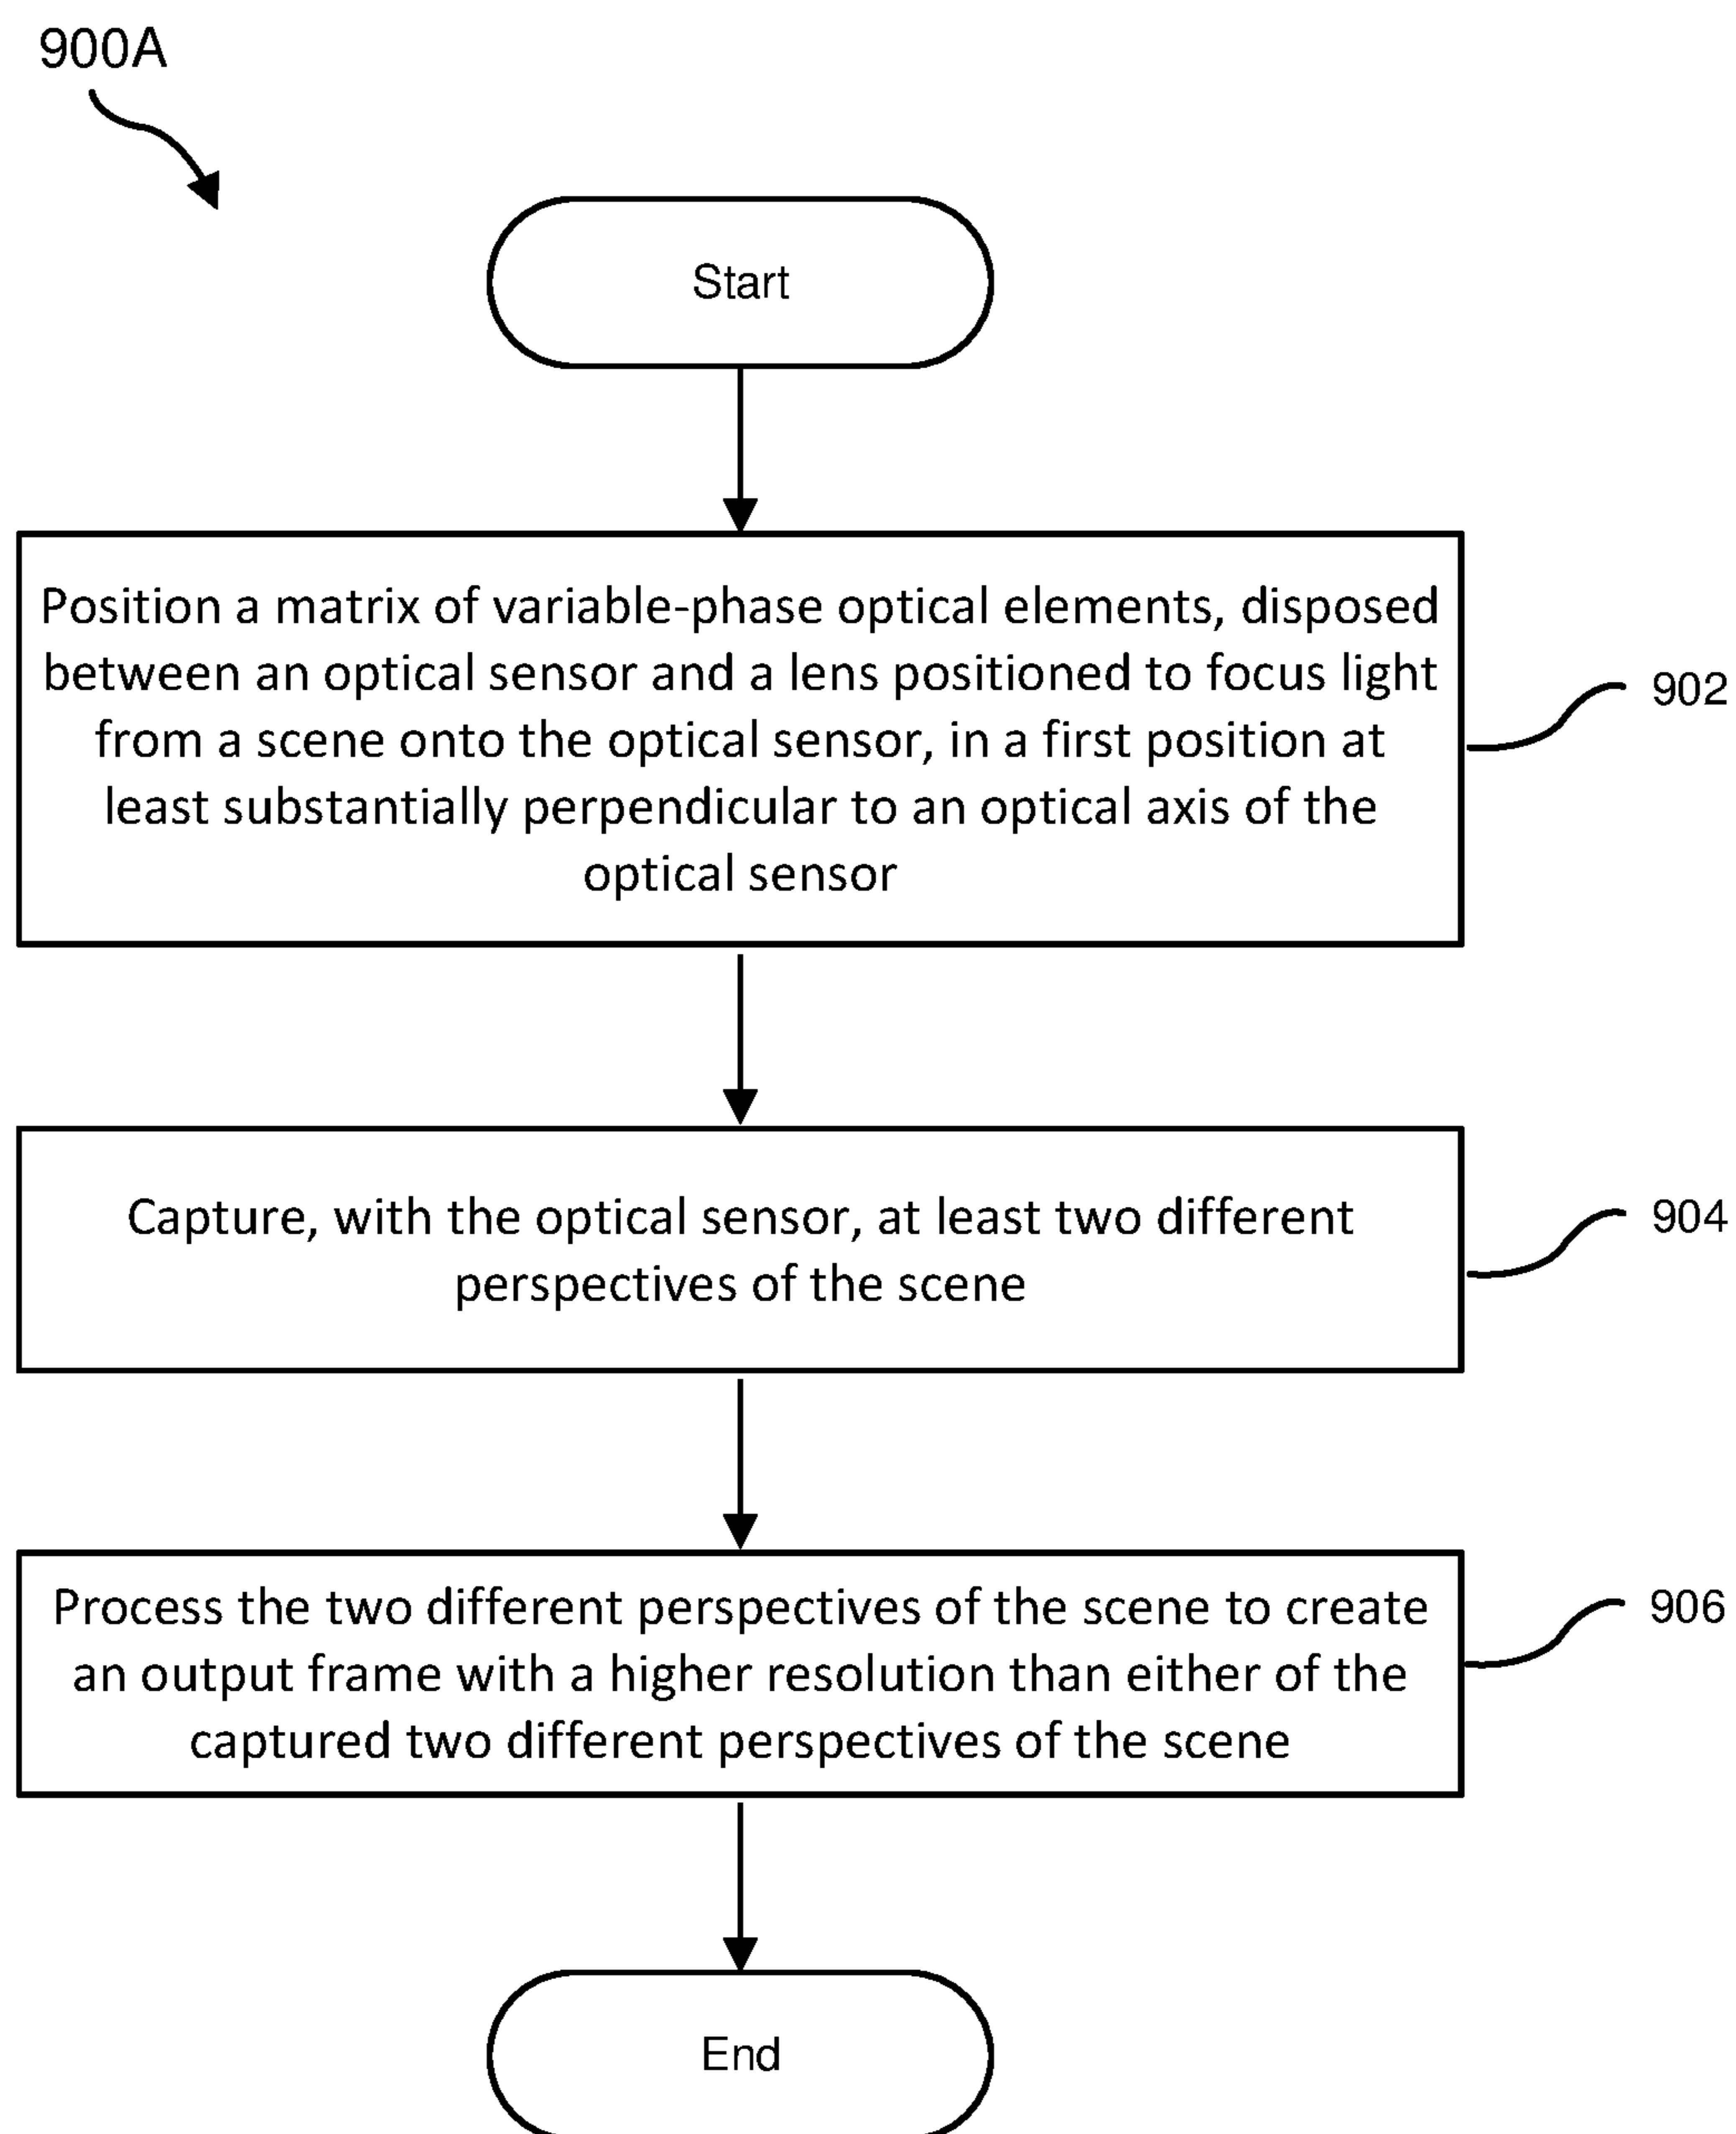 900A
Start
Position a matrix of variable-phase optical elements, disposed
between an optical sensor and a lens positioned to focus light
from a scene onto the optical sensor, in a first position at
least substantially perpendicular to an optical axis of the
optical sensor
902
Capture, with the optical sensor, at least two different
perspectives of the scene
904
Process the two different perspectives of the scene to create
an output frame with a higher resolution than either of the
captured two different perspectives of the scene
906
End